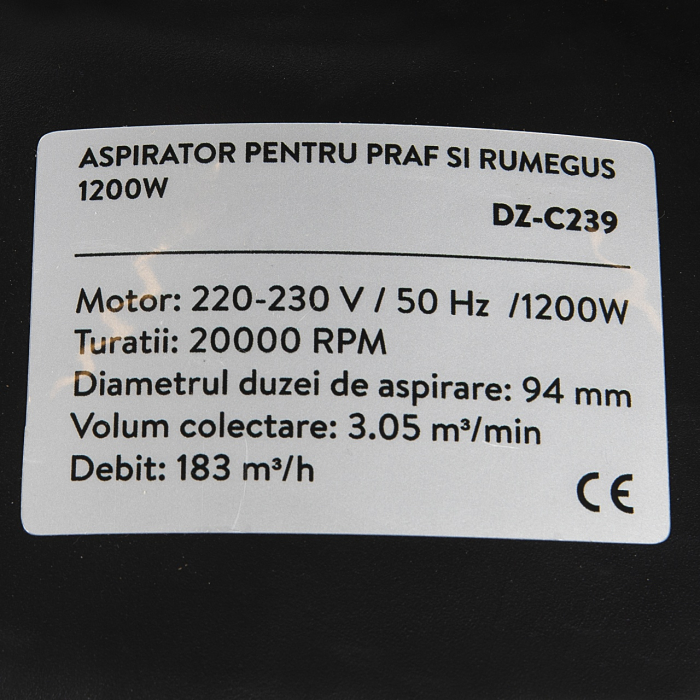 ASPIRATOR PENTRU PRAF SI RUMEGUS
1200W
DZ-C239
Motor: 220-230 V / 50 Hz /1200W
Turatii: 20000 RPM
Diametrul duzei de aspirare: 94 mm
Volum colectare: 3.05 m³/min
Debit: 183 m³/h
CE